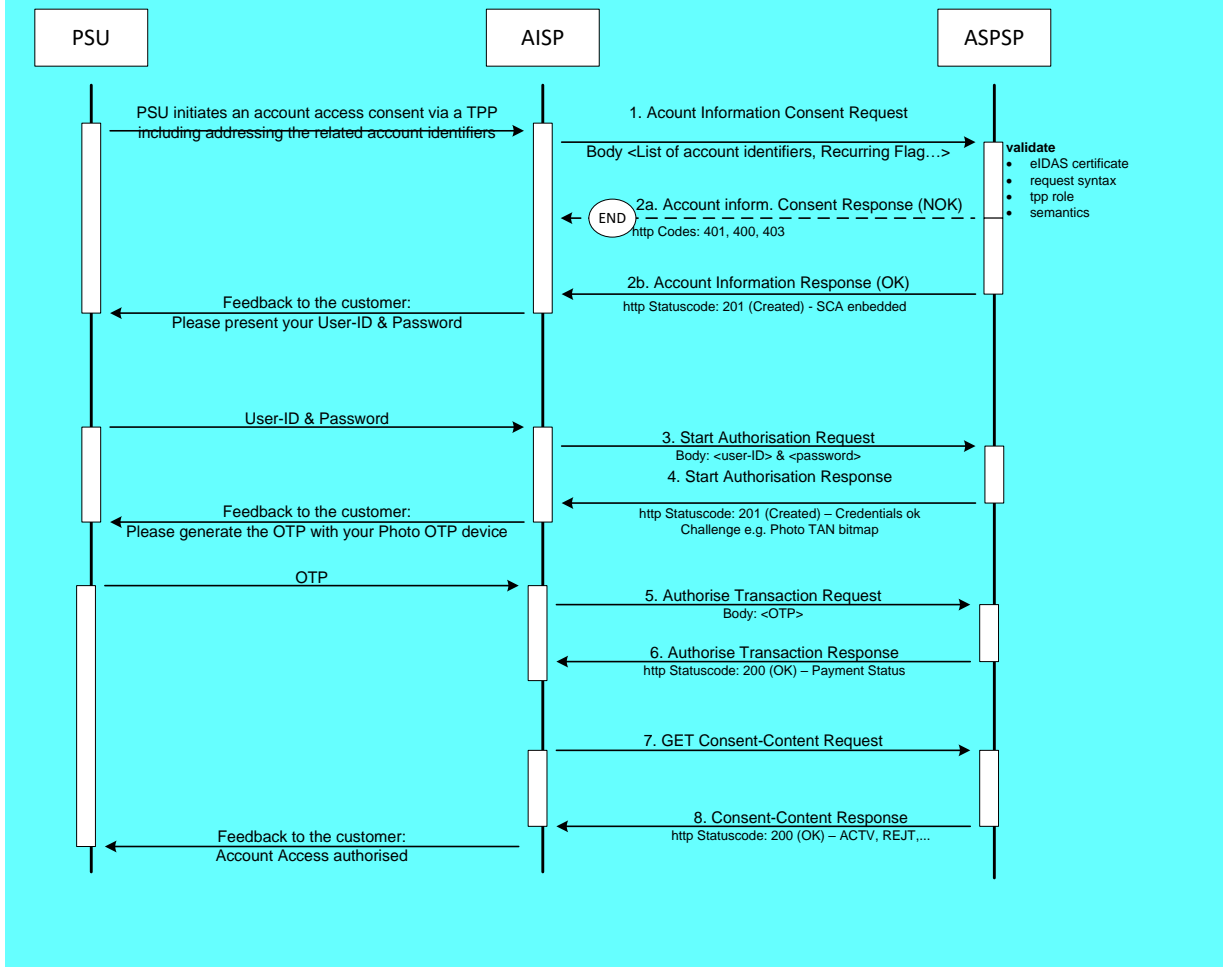 PSU
AISP
ASPSP
PSU initiates an account access consent via a TPP
including addressing the related account identifiers
1. Acount Information Consent Request
Body <List of account identifiers, Recurring Flag…>
validate
• eIDAS certificate
• request syntax
• tpp role
• semantics
2a. Account inform. Consent Response (NOK)
END
http Codes: 401, 400, 403
2b. Account Information Response (OK)
http Statuscode: 201 (Created) - SCA enbedded
Feedback to the customer:
Please present your User-ID & Password
User-ID & Password
3. Start Authorisation Request
Body: <user-ID> & <password>
4. Start Authorisation Response
http Statuscode: 201 (Created) – Credentials ok
Challenge e.g. Photo TAN bitmap
Feedback to the customer:
Please generate the OTP with your Photo OTP device
OTP
5. Authorise Transaction Request
Body: <OTP>
6. Authorise Transaction Response
http Statuscode: 200 (OK) – Payment Status
7. GET Consent-Content Request
8. Consent-Content Response
http Statuscode: 200 (OK) – ACTV, REJT,...
Feedback to the customer:
Account Access authorised